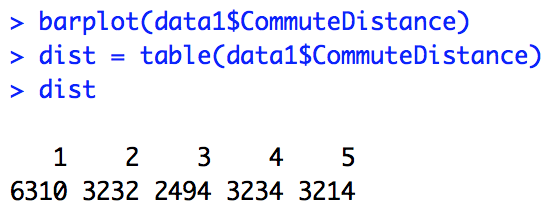 > barplot(data1$CommuteDistance)
> dist = table(data1$CommuteDistance)
> dist
1 2 3 4 5
6310 3232 2494 3234 3214